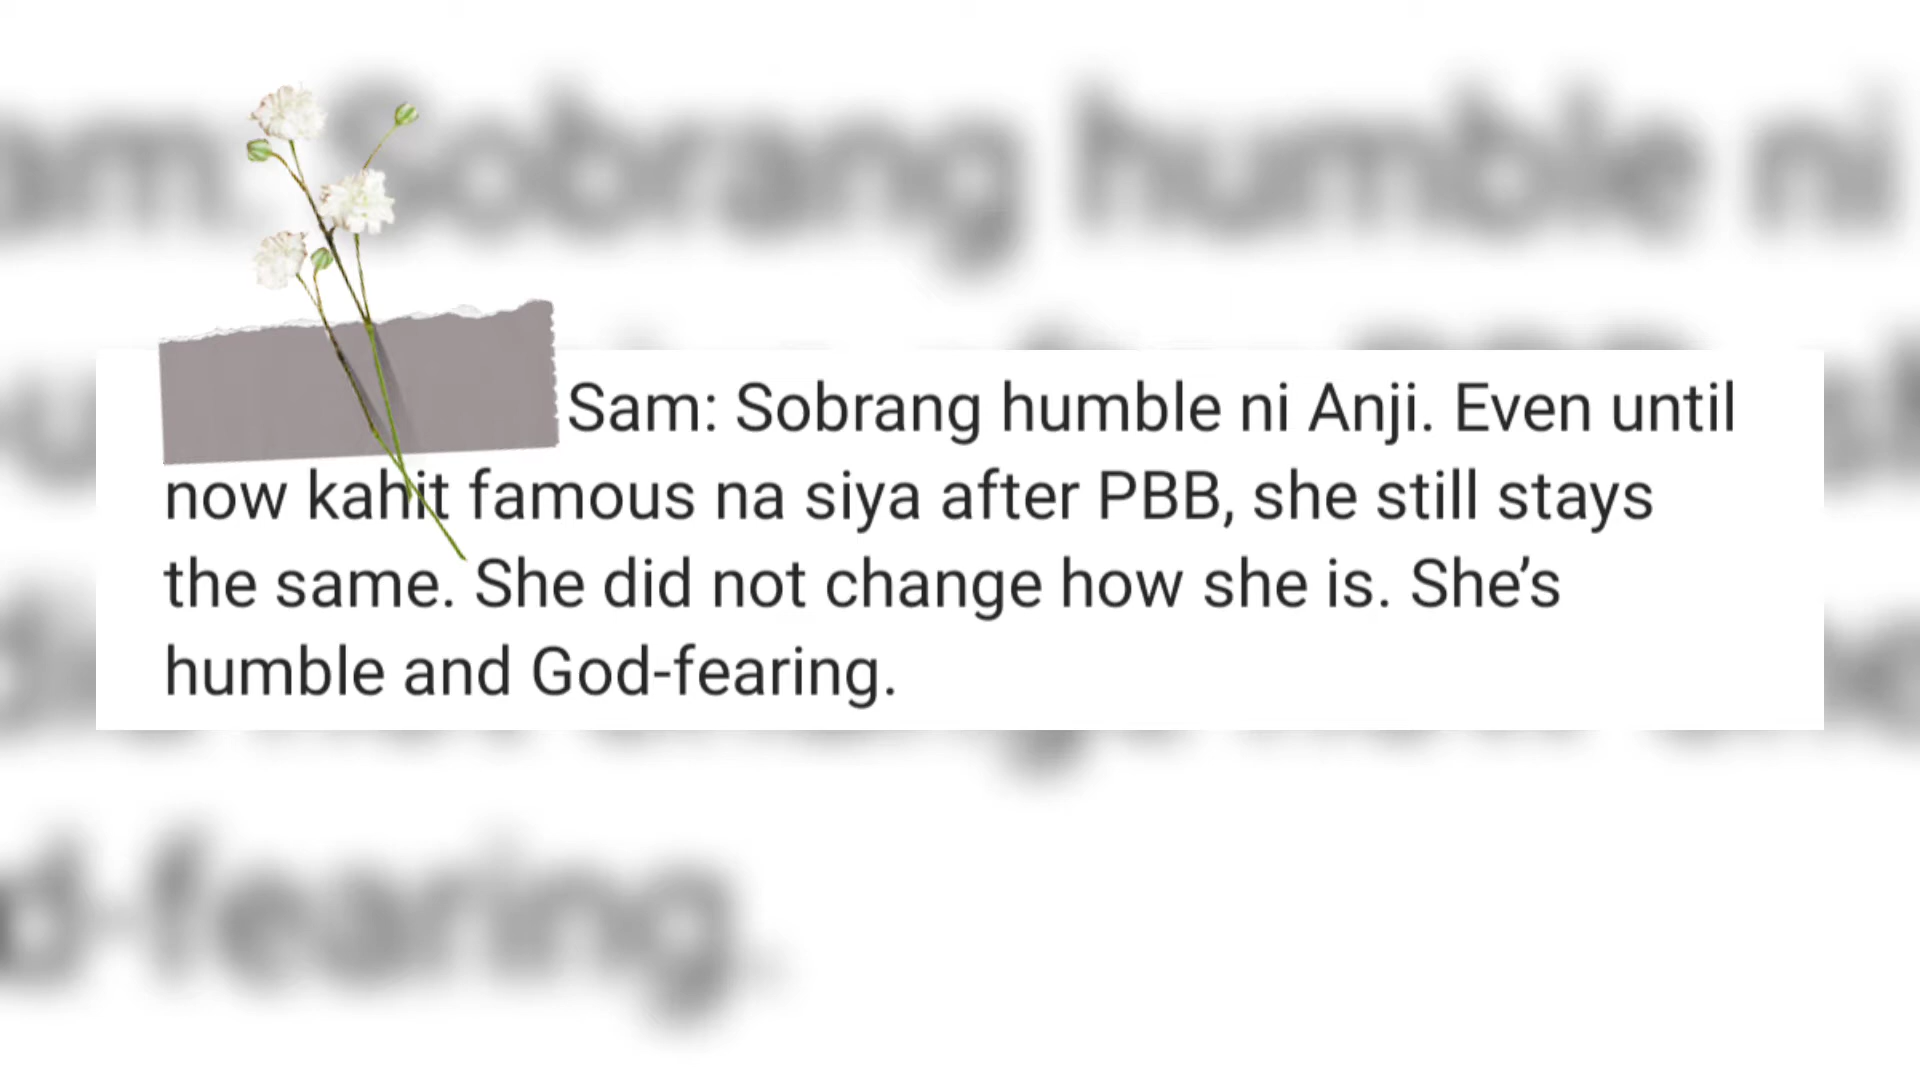 Sam: Sobrang humble ni Anji. Even until
now kahit famous na siya after PBB, she still stays
the same. She did not change how she is. She’s
humble and God-fearing.